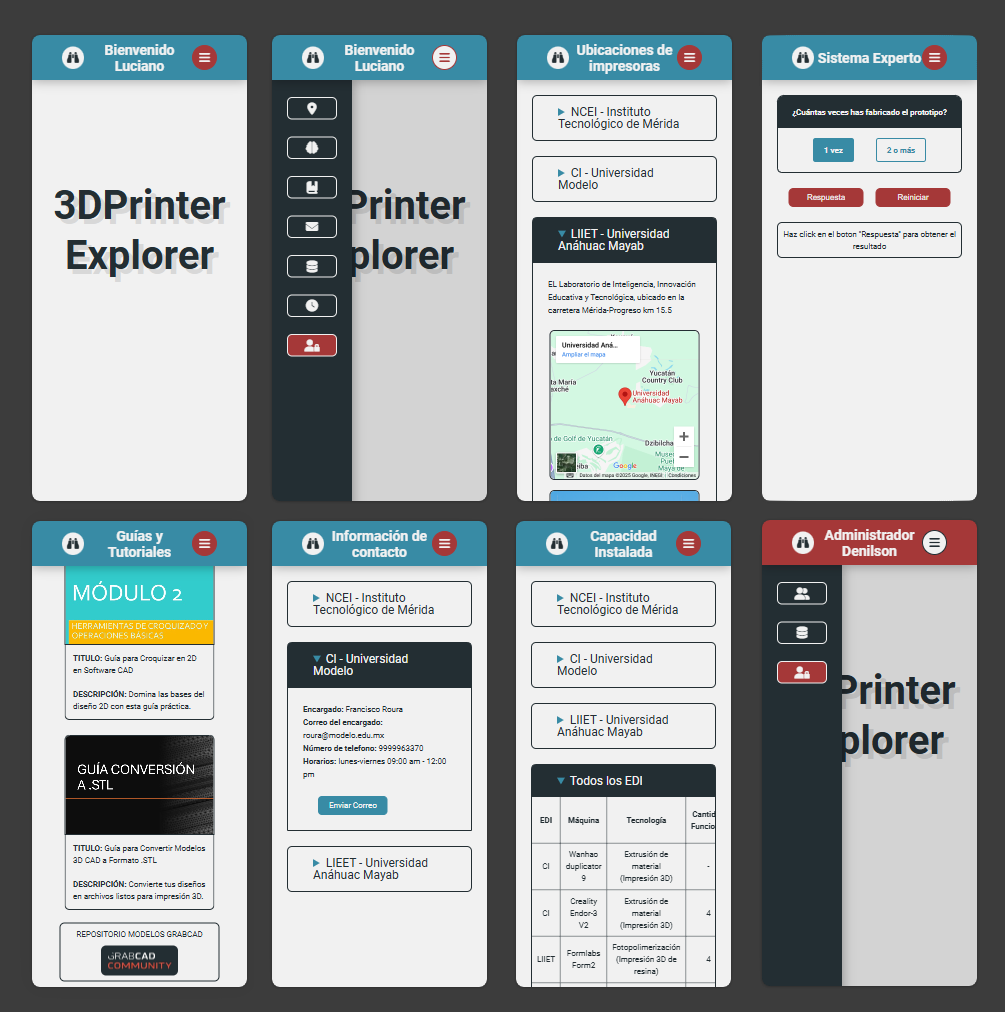 Bienvenido
Luciano
3DPrinter
Explorer
Bienvenido
Luciano
Printer
plorer
Ubicaciones de
impresoras
NCEI - Instituto
Tecnológico de Mérida
CI - Universidad
Modelo
LIIET - Universidad
Anáhuac Mayab
EL Laboratorio de Inteligencia, Innovación
Educativa y Tecnológica, ubicado en la
carretera Mérida-Progreso km 15.5
Universidad Aná...
Ampliar el mapa
Yucatán
Country Club
ta María
axché
Universidad
Anáhuac Mayab
de Golf de Yucatán
Dzibilcha
Muse
Puel
Maya de
eiba
Google
Datos del mapa ©2025 Google, INEGI
Condiciones
Sistema Experto
¿Cuántas veces has fabricado el prototipo?
1 vez
2 o más
Respuesta
Reiniciar
Haz click en el boton "Respuesta" para obtener el
resultado
Guías y
Tutoriales
MÓDULO 2
HERRAMIENTAS DE CROQUIZADO Y
OPERACIONES BÁSICAS
TITULO: Guía para Croquizar en 2D
en Software CAD
DESCRIPCIÓN: Domina las bases del
diseño 2D con esta guía práctica.
GUÍA CONVERSIÓN
A .STL
TITULO: Guía para Convertir Modelos
3D CAD a Formato .STL
DESCRIPCIÓN: Convierte tus diseños
en archivos listos para impresión 3D.
REPOSITORIO MODELOS GRABCAD
GRABCAD
COMMUNITY
Información de
contacto
NCEI - Instituto
Tecnológico de Mérida
CI - Universidad
Modelo
Encargado: Francisco Roura
Correo del encargado:
roura@modelo.edu.mx
Número de telefono: 9999963370
Horarios: lunes-viernes 09:00 am - 12:00
pm
Enviar Correo
LIEET - Universidad
Anáhuac Mayab
Capacidad
Instalada
NCEI - Instituto
Tecnológico de Mérida
CI - Universidad
Modelo
LIIET - Universidad
Anáhuac Mayab
Todos los EDI
EDI Máquina Tecnología Cantid
Funcio
CI Wanhao duplicator 9 Extrusión de material (Impresión 3D) -
CI Creality Endor-3 V2 Extrusión de material (Impresión 3D) 4
LIIET Formlabs Form2 Fotopolimerización (Impresión 3D de resina) 4
Administrador
Denilson
Printer
plorer